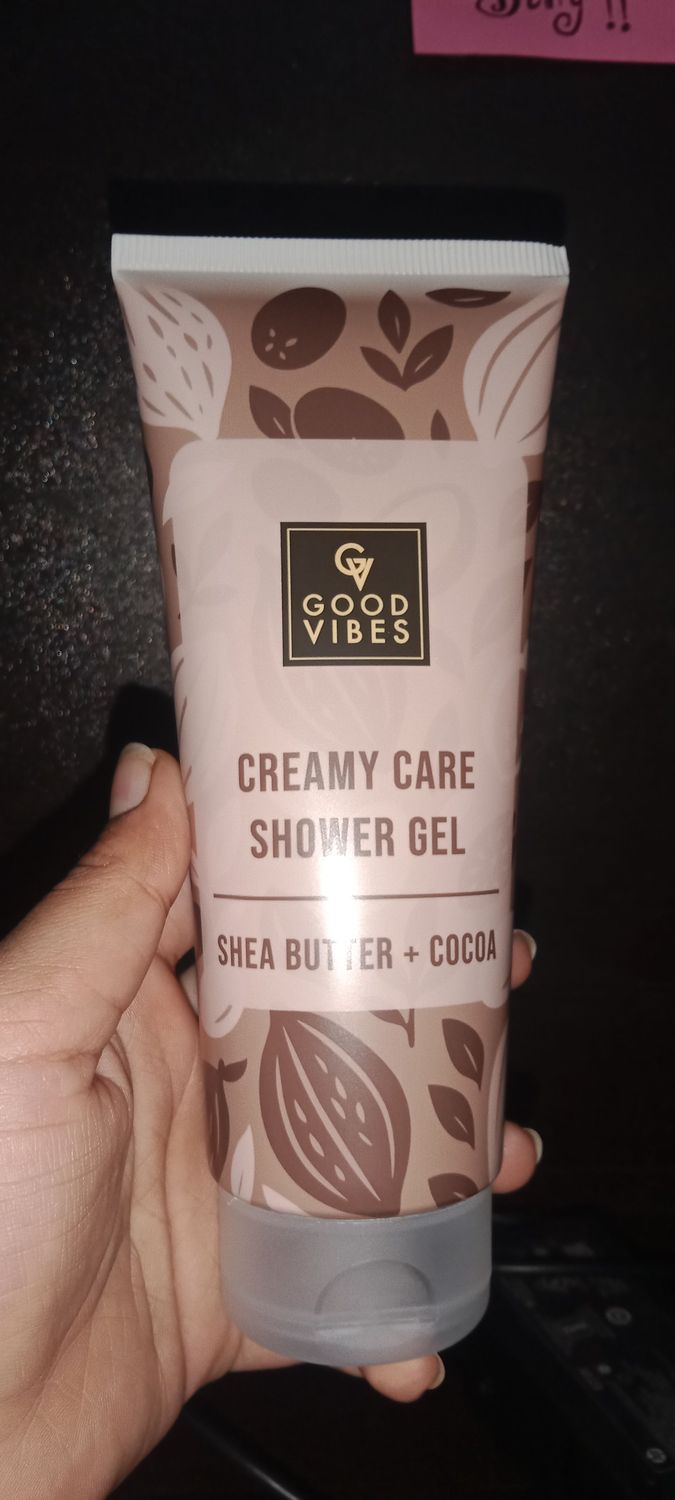 GV
GOOD
VIBES
CREAMY CARE
SHOWER GEL
SHEA BUTTER + COCOA